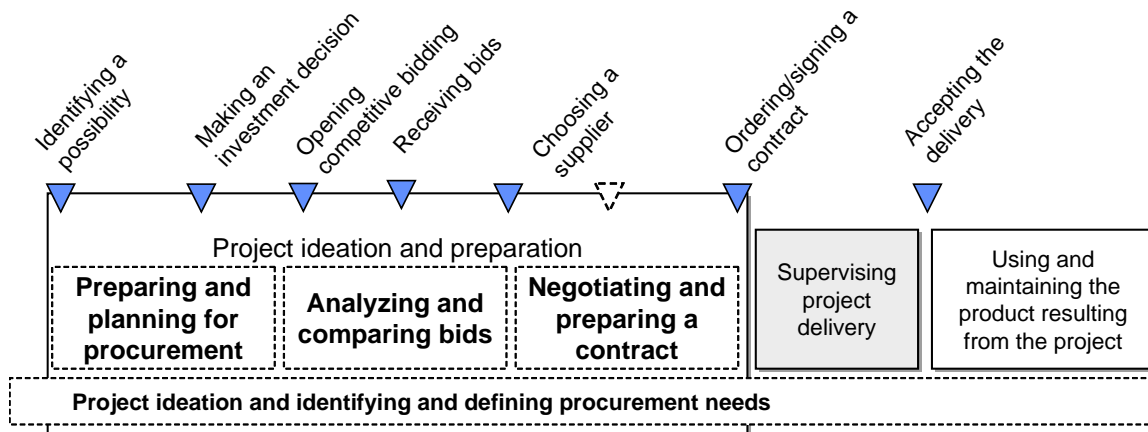 Identifying a
possibility
Making an
investment decision
Opening
competitive bidding
Receiving bids
Choosing a
supplier
Ordering/signing a
contract
Accepting the
delivery
Project ideation and preparation
Preparing and
planning for
procurement
Analyzing and
comparing bids
Negotiating and
preparing a
contract
Supervising
project
delivery
Using and
maintaining the
product resulting
from the project
Project ideation and identifying and defining procurement needs